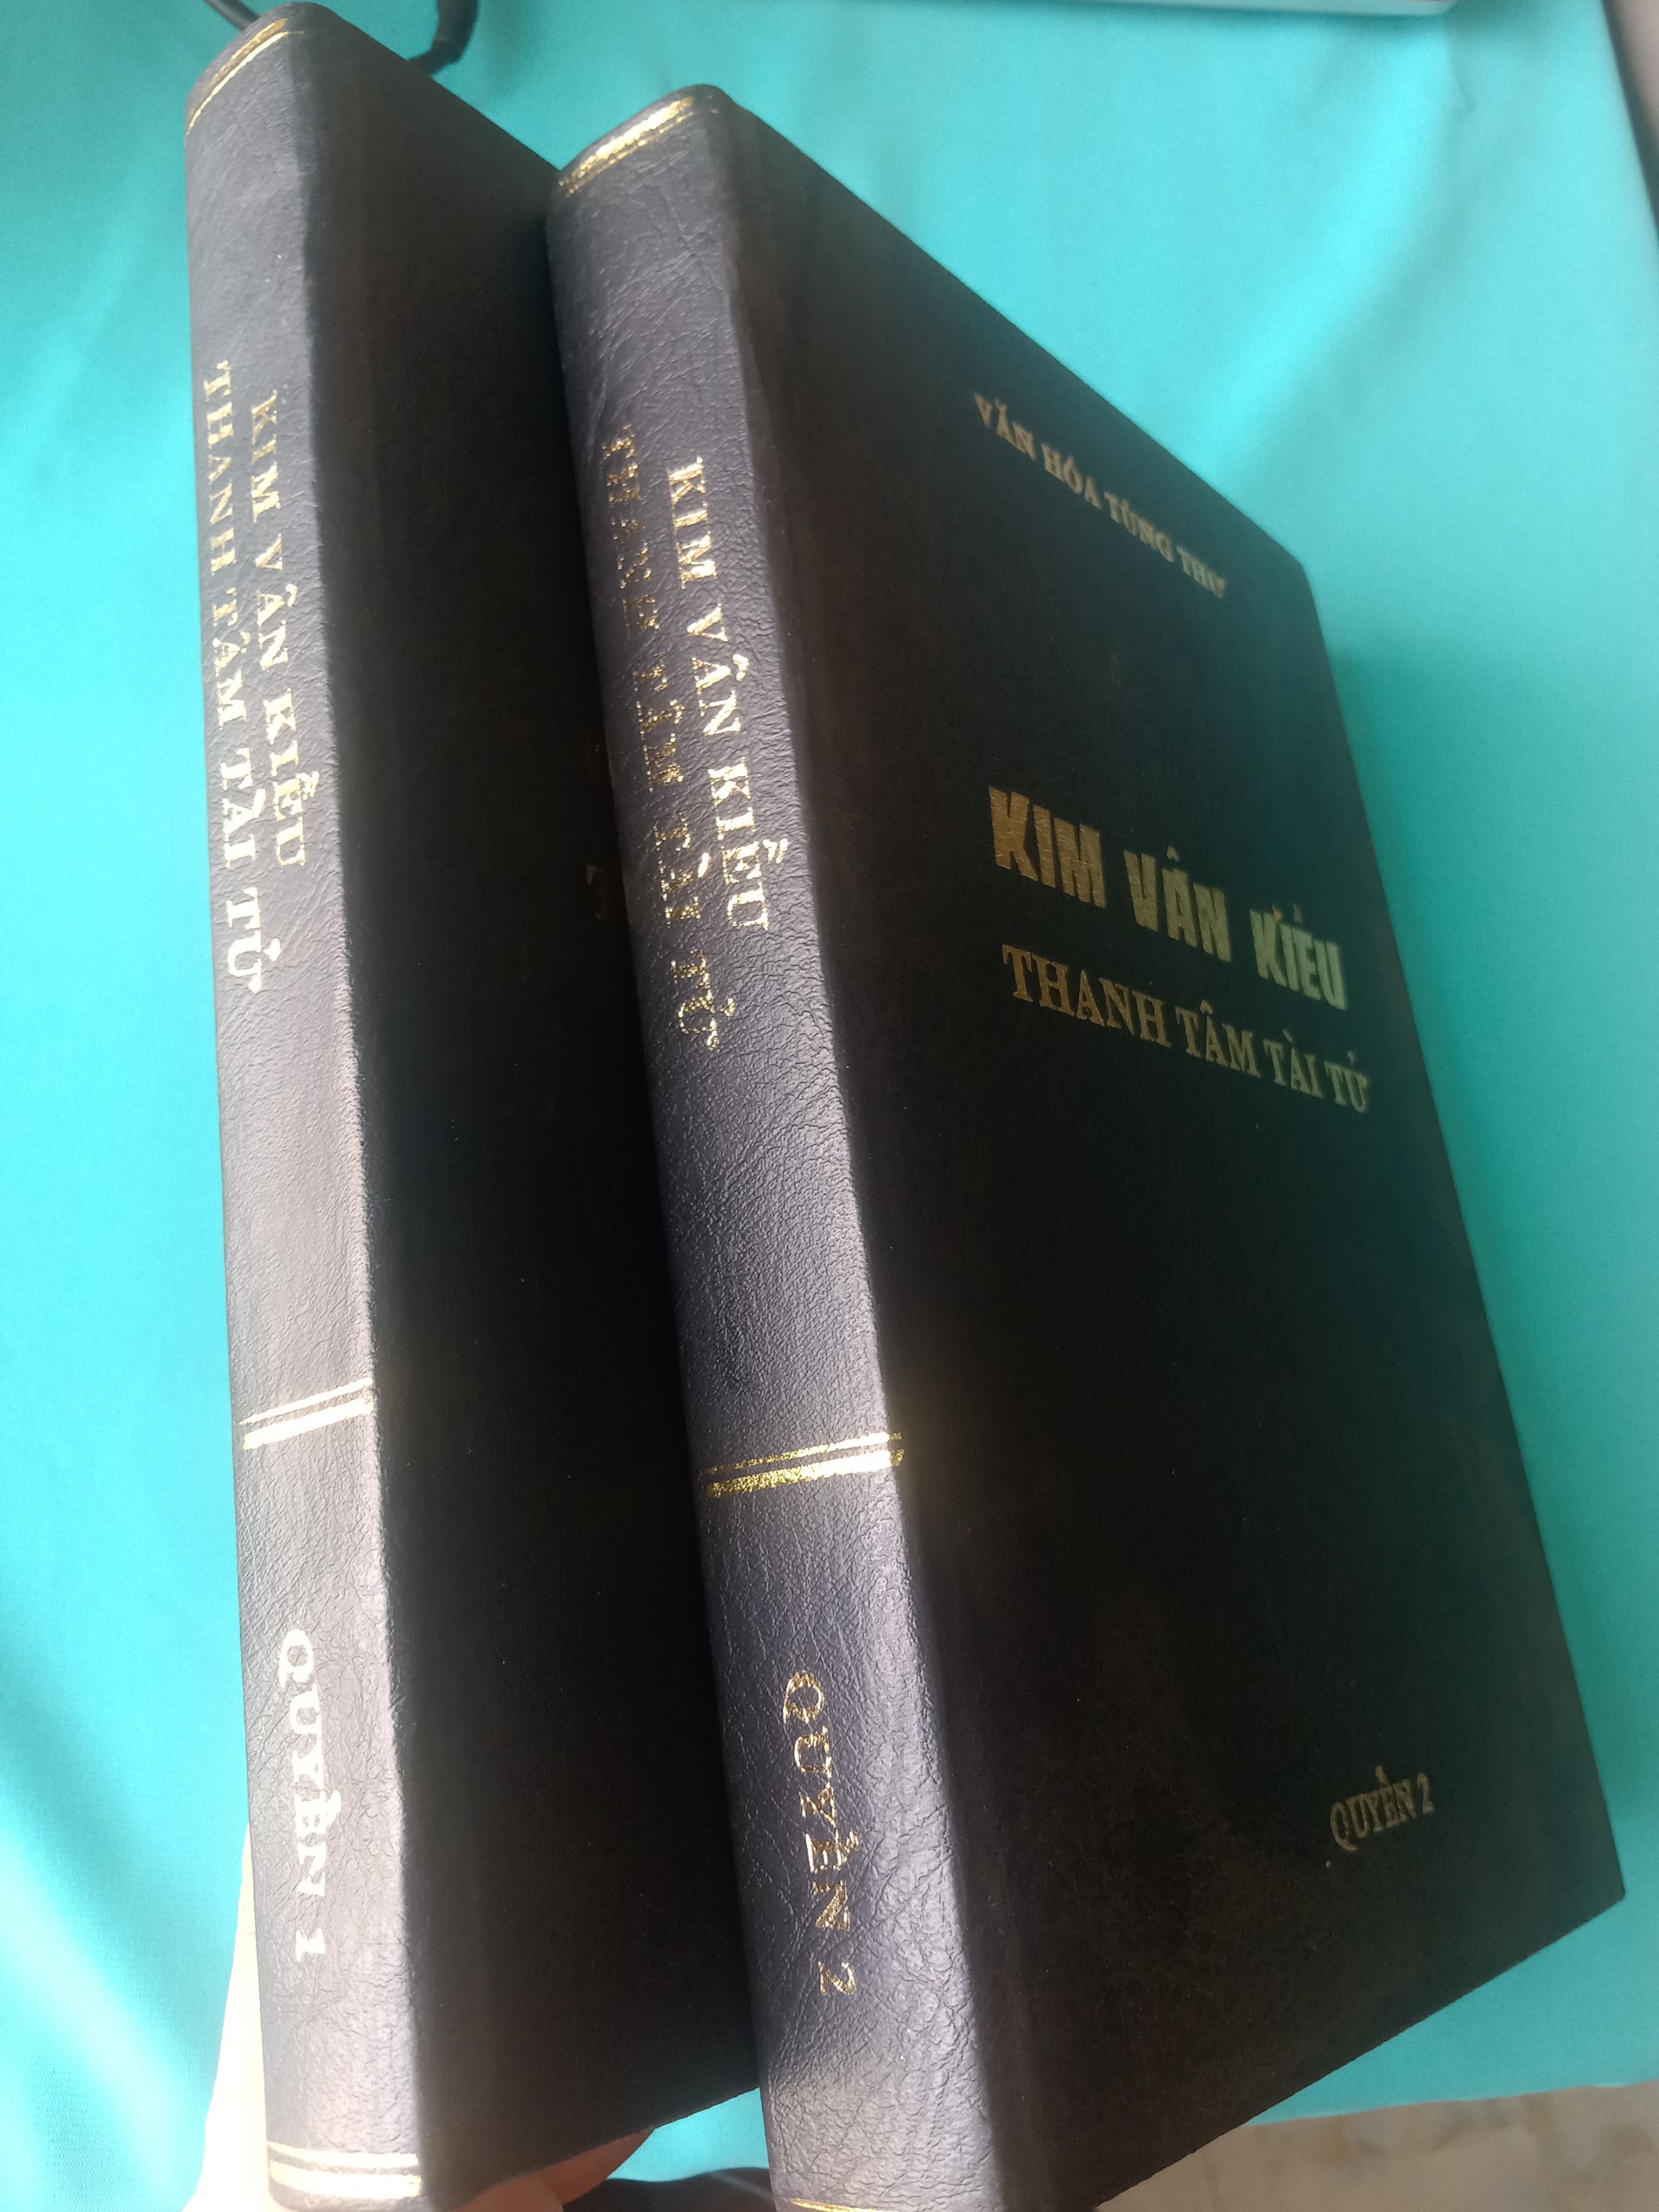 KIM VÂN KIỀU
THANH TÂM TÀI TỬ
QUYỂN 1
KIM VÂN KIỀU
THANH TÂM TÀI TỬ
QUYỂN 2
VĂN HÓA TÙNG THƯ
KIM VÂN KIỀU
THANH TÂM TÀI TỬ
QUYỂN 2